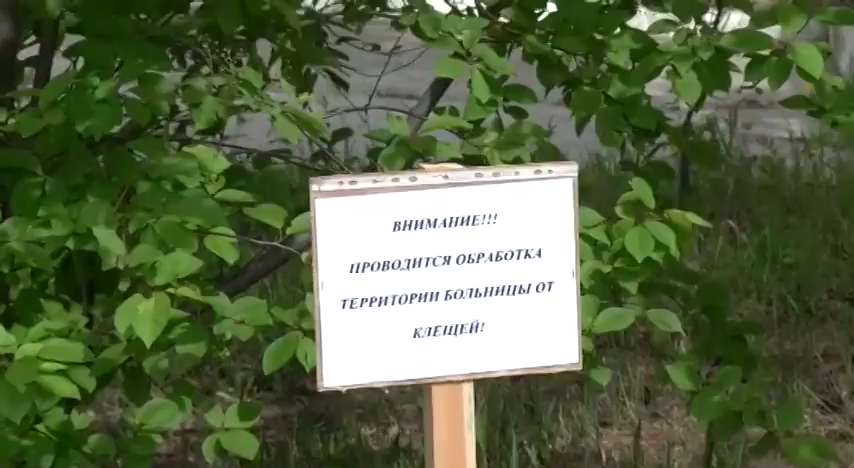 ВНИМАНИЕ!!!
ПРОВОДИТСЯ ОБРАБОТКА
ТЕРРИТОРИИ БОЛЬНИЦЫ ОТ
КЛЕЩЕЙ!